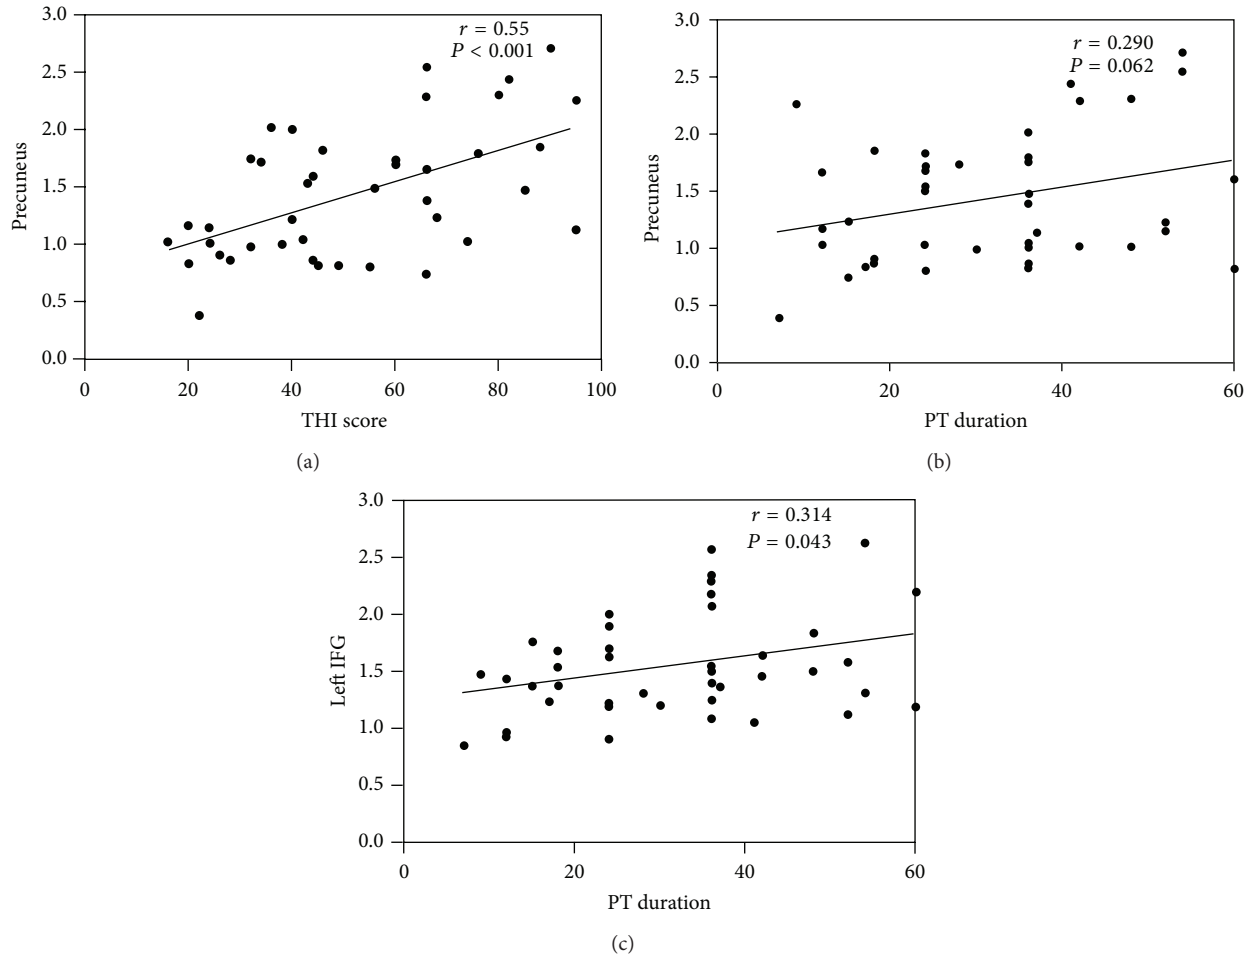 3.0
2.5
2.0
1.5
1.0
0.5
0.0
Precuneus
r = 0.55
P < 0.001
0
20
40
60
80
100
THI score
(a)
3.0
2.5
2.0
1.5
1.0
0.5
0.0
Precuneus
r = 0.290
P = 0.062
0
20
40
60
PT duration
(b)
3.0
2.5
2.0
1.5
1.0
0.5
0.0
Left IFG
r = 0.314
P = 0.043
0
20
40
60
PT duration
(c)